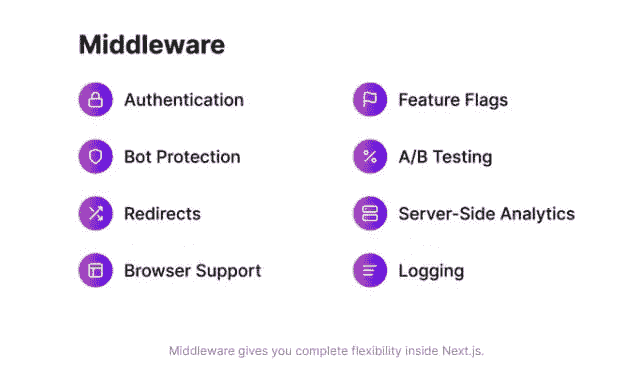 Middleware
Authentication
Feature Flags
Bot Protection
A/B Testing
Redirects
Server-Side Analytics
Browser Support
Logging
Middleware gives you complete flexibility inside Next.js.